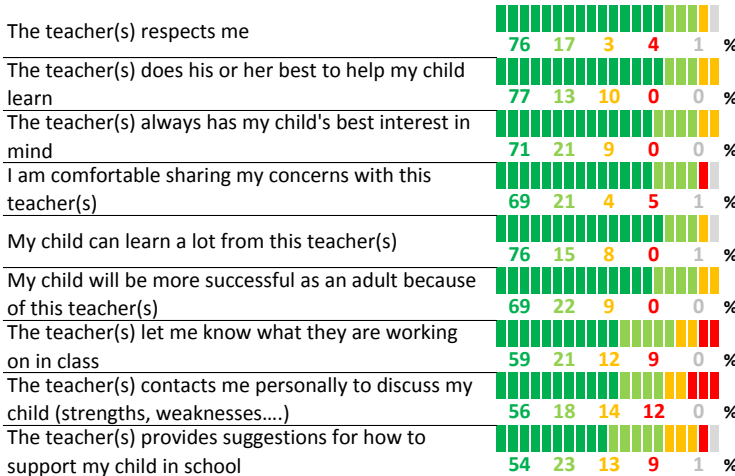 The teacher(s) respects me
76 17 3 4 1 %
The teacher(s) does his or her best to help my child
learn
77 13 10 0 0 %
The teacher(s) always has my child's best interest in
mind
71 21 9 0 0 %
I am comfortable sharing my concerns with this
teacher(s)
69 21 4 5 1 %
My child can learn a lot from this teacher(s)
76 15 8 0 1 %
My child will be more successful as an adult because
of this teacher(s)
69 22 9 0 0 %
The teacher(s) let me know what they are working
on in class
59 21 12 9 0 %
The teacher(s) contacts me personally to discuss my
child (strengths, weaknesses....)
56 18 14 12 0 %
The teacher(s) provides suggestions for how to
support my child in school
54 23 13 9 1 %